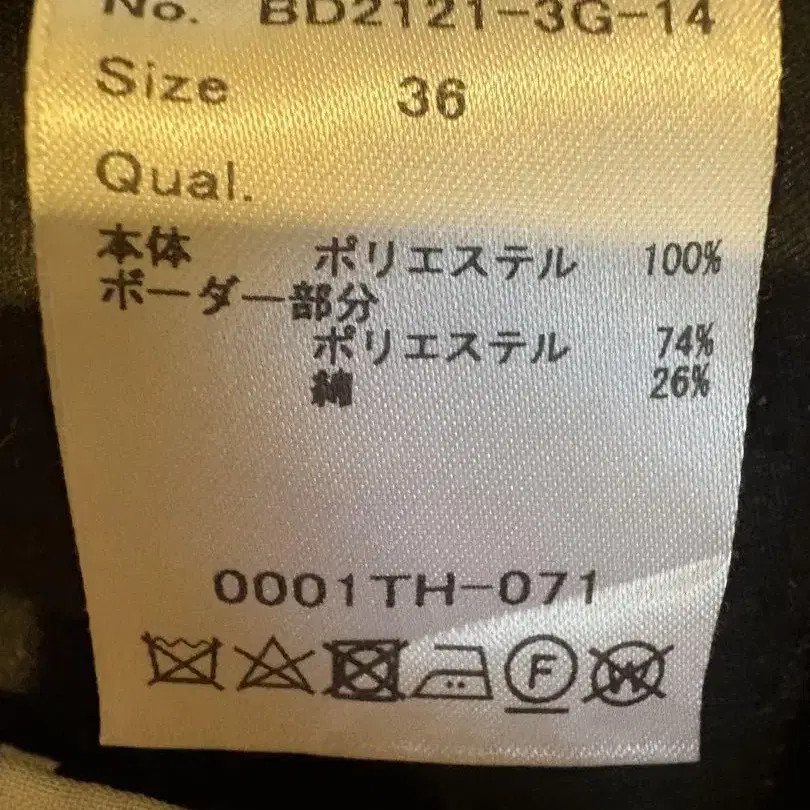 No. BD2121-3G-14
Size 36
Qual.
本体 ポリエステル 100%
ボーダー部分
ポリエステル 74%
綿 26%
0001TH-071
F W